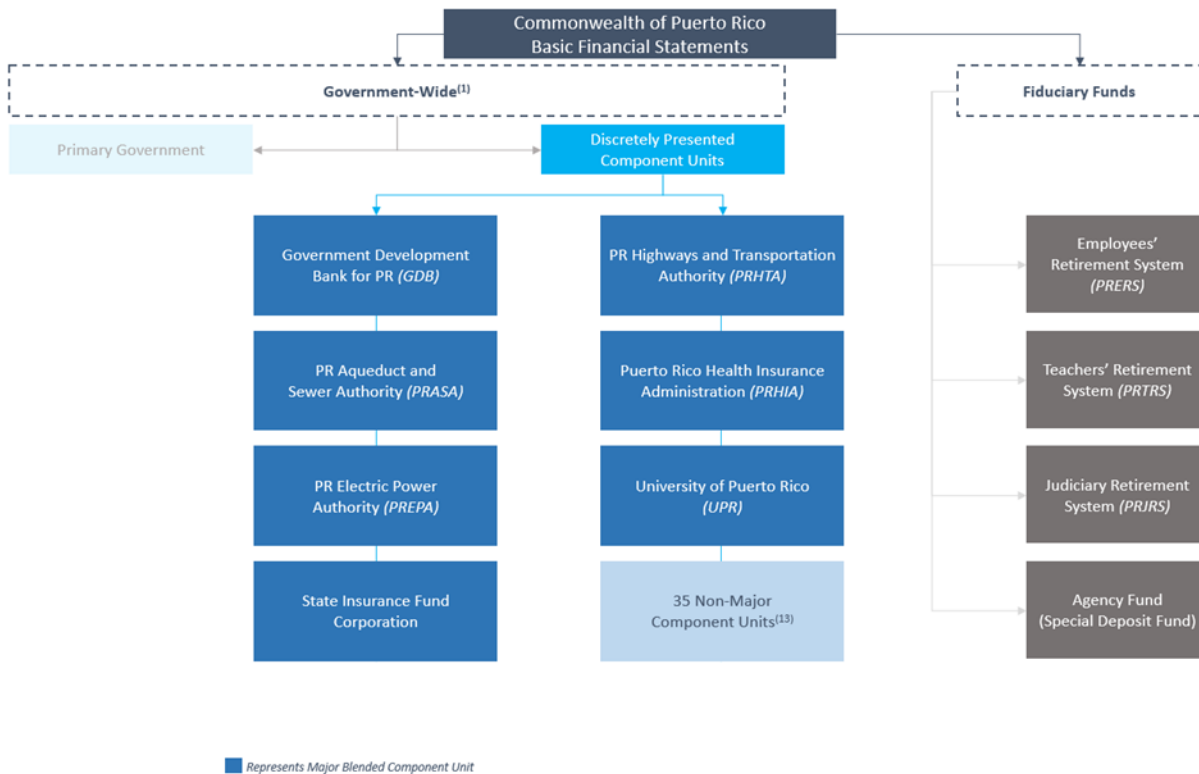 Commonwealth of Puerto Rico
Basic Financial Statements
Government-Wide(1)
Fiduciary Funds
Primary Government
Discretely Presented
Component Units
Government Development
Bank for PR (GDB)
PR Highways and Transportation
Authority (PRHTA)
Employees’
Retirement System
(PRERS)
PR Aqueduct and
Sewer Authority (PRASA)
Puerto Rico Health Insurance
Administration (PRHIA)
Teachers’ Retirement
System (PRTRS)
PR Electric Power
Authority (PREPA)
University of Puerto Rico
(UPR)
Judiciary Retirement
System (PRJRS)
State Insurance Fund
Corporation
35 Non-Major
Component Units(13)
Agency Fund
(Special Deposit Fund)
Represents Major Blended Component Unit